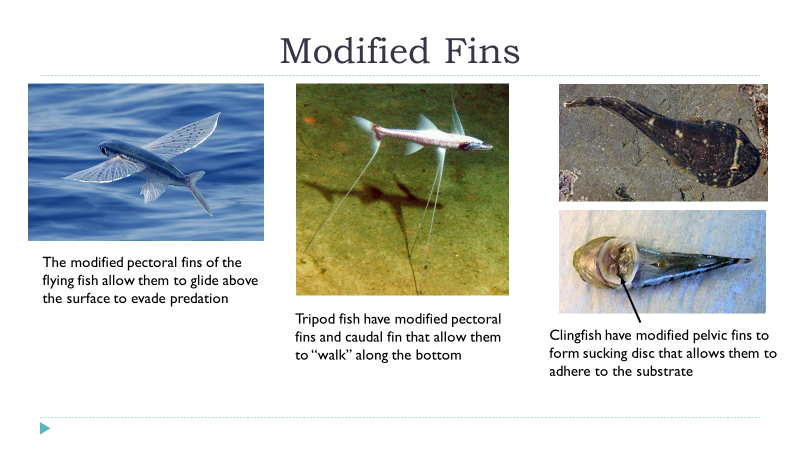 Modified Fins
The modified pectoral fins of the
flying fish allow them to glide above
the surface to evade predation
Tripod fish have modified pectoral
fins and caudal fin that allow them
to “walk” along the bottom
Clingfish have modified pelvic fins to
form sucking disc that allows them to
adhere to the substrate